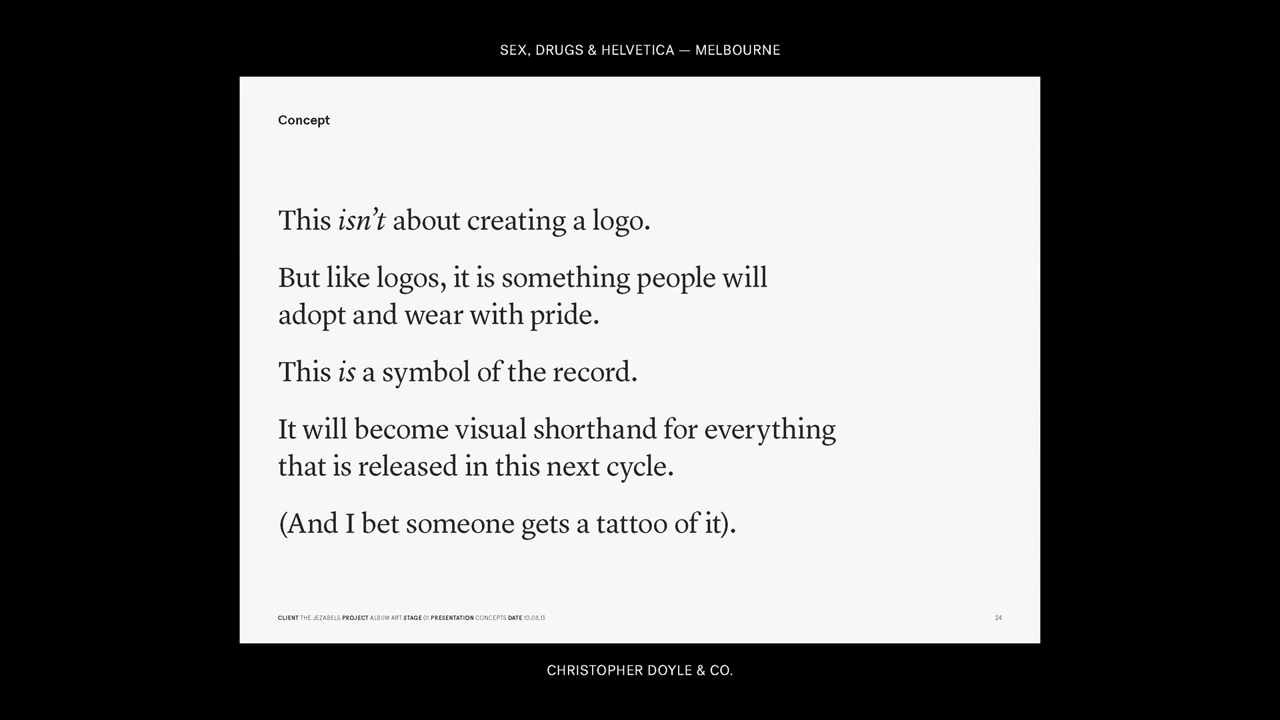 SEX, DRUGS & HELVETICA — MELBOURNE
Concept
This isn’t about creating a logo.
But like logos, it is something people will
adopt and wear with pride.
This is a symbol of the record.
It will become visual shorthand for everything
that is released in this next cycle.
(And I bet someone gets a tattoo of it).
CLIENT THE JEZABELS PROJECT ALBUM ART STAGE 01 PRESENTATION CONCEPTS DATE 10.05.13
24
CHRISTOPHER DOYLE & CO.